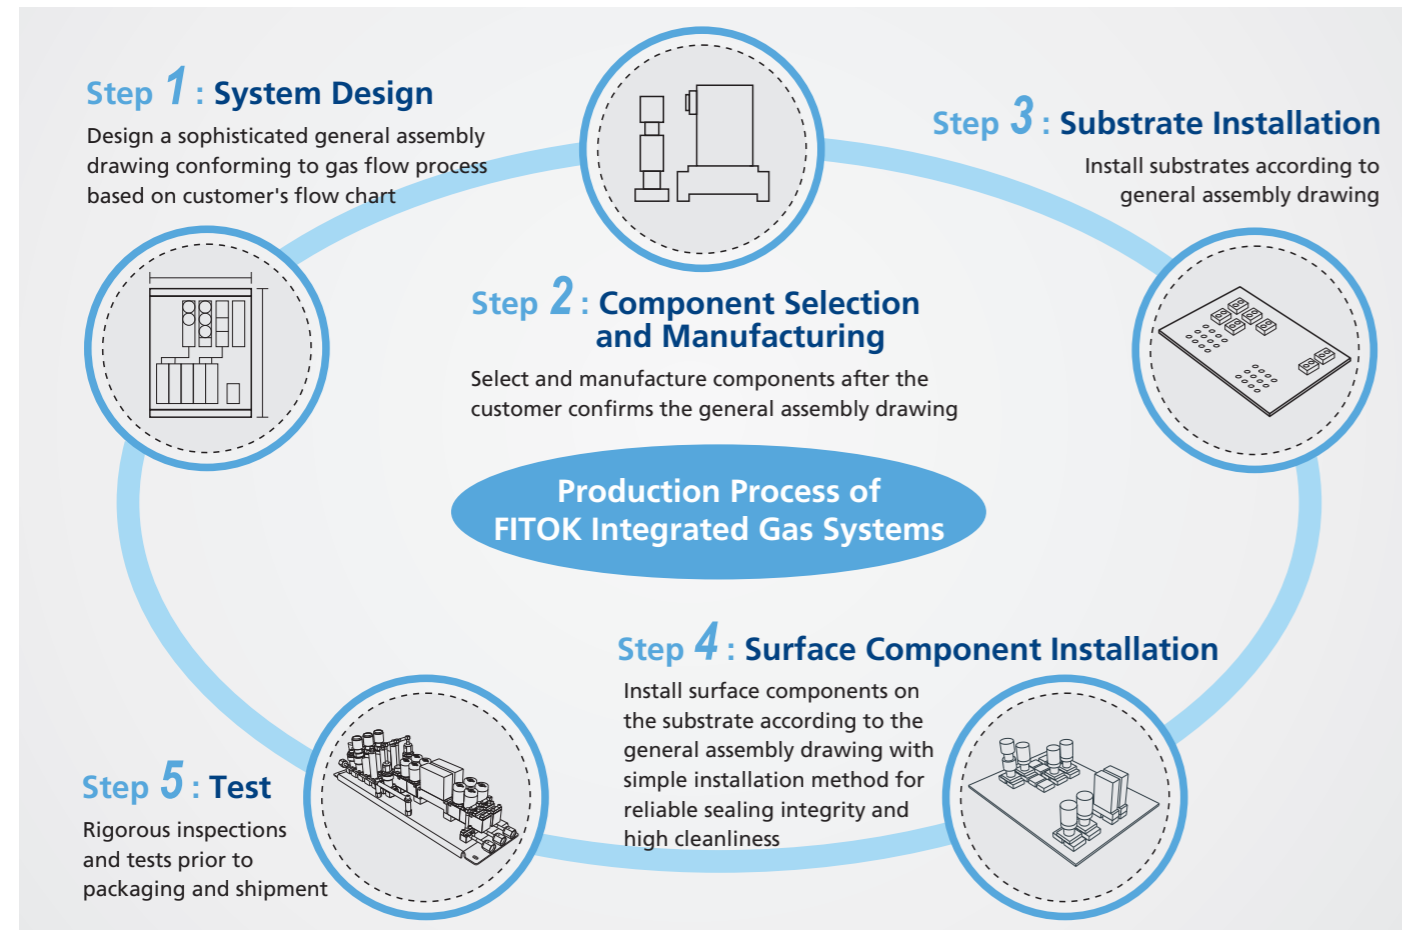 Step 1 : System Design
Design a sophisticated general assembly
drawing conforming to gas flow process
based on customer's flow chart
Step 2 : Component Selection
and Manufacturing
Select and manufacture components after the
customer confirms the general assembly drawing
Step 3 : Substrate Installation
Install substrates according to
general assembly drawing
Production Process of
FITOK Integrated Gas Systems
Step 4 : Surface Component Installation
Install surface components on
the substrate according to the
general assembly drawing with
simple installation method for
reliable sealing integrity and
high cleanliness
Step 5 : Test
Rigorous inspections
and tests prior to
packaging and shipment